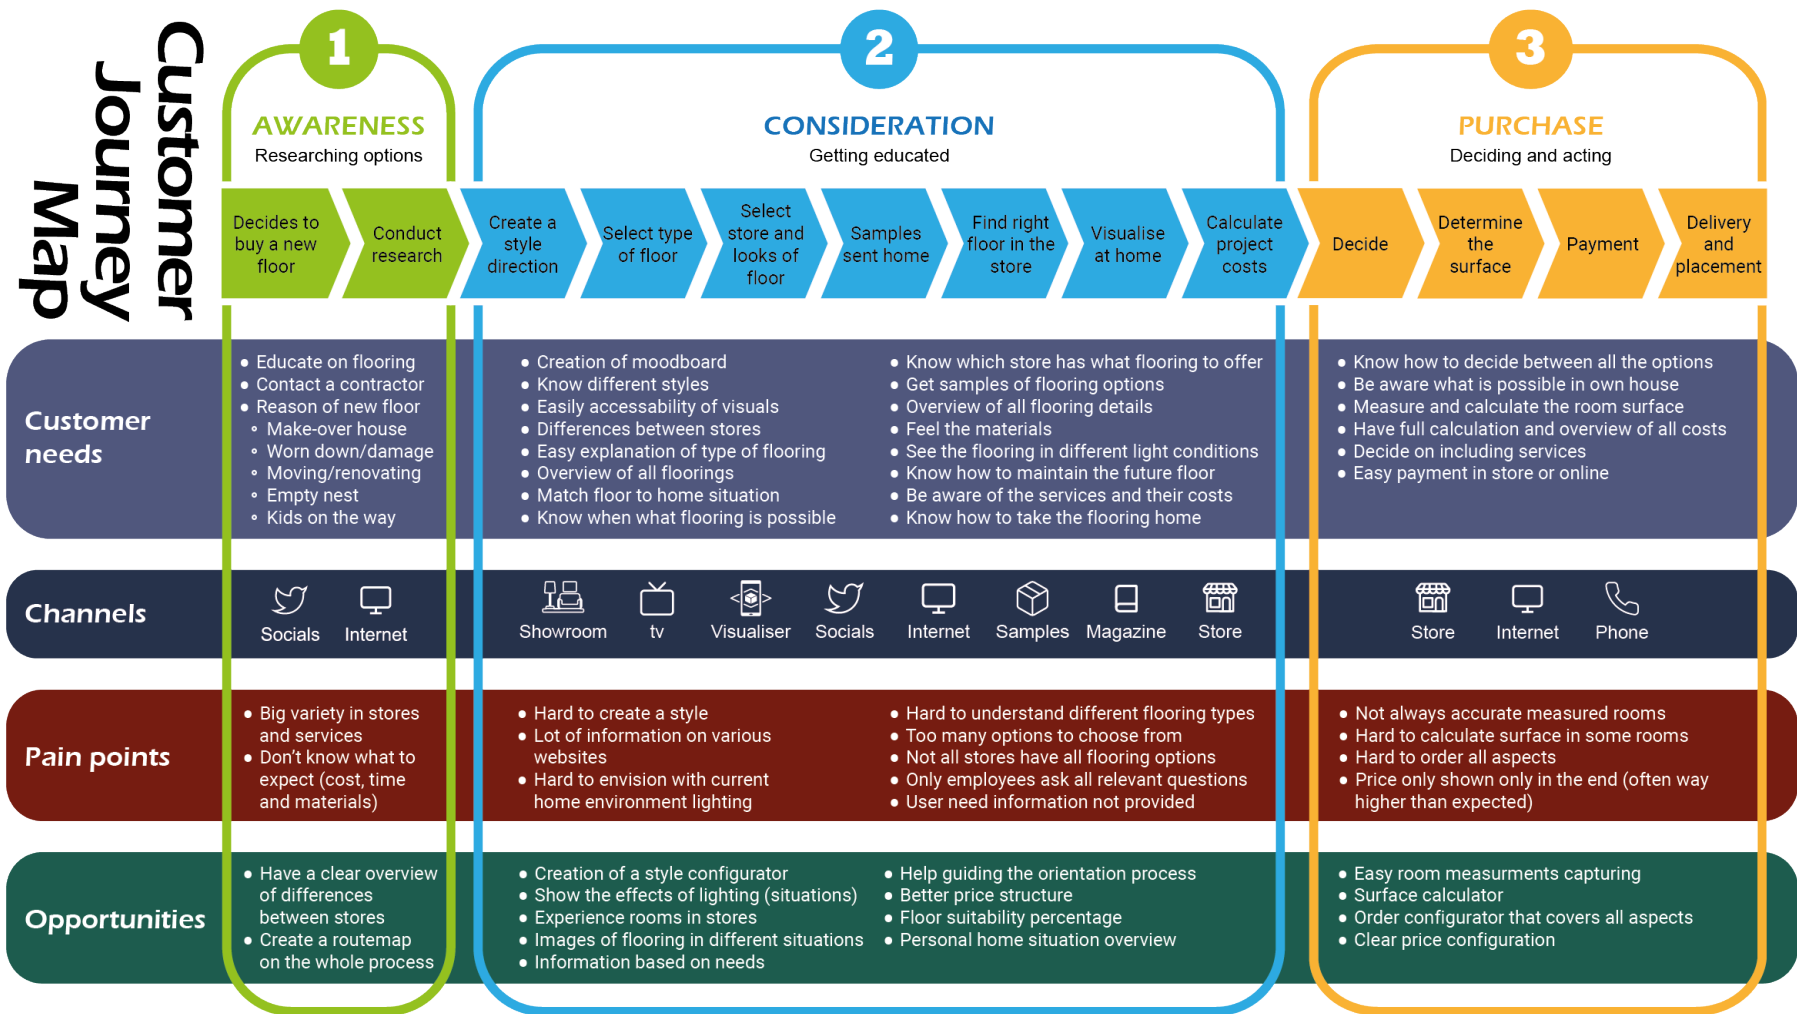 Customer
Journey
Map
1
AWARENESS
Researching options
2
CONSIDERATION
Getting educated
3
PURCHASE
Deciding and acting
Decides to
buy a new
floor
Conduct
research
Create a
style
direction
Select type
of floor
Select
store and
looks of
floor
Samples
sent home
Find right
floor in the
store
Visualise
at home
Calculate
project
costs
Decide
Determine
the
surface
Payment
Delivery
and
placement
Customer
needs
• Educate on flooring
• Contact a contractor
• Reason of new floor
◦ Make-over house
◦ Worn down/damage
◦ Moving/renovating
◦ Empty nest
◦ Kids on the way
• Creation of moodboard
• Know different styles
• Easily accessability of visuals
• Differences between stores
• Easy explanation of type of flooring
• Overview of all floorings
• Match floor to home situation
• Know when what flooring is possible
• Know which store has what flooring to offer
• Get samples of flooring options
• Overview of all flooring details
• Feel the materials
• See the flooring in different light conditions
• Know how to maintain the future floor
• Be aware of the services and their costs
• Know how to take the flooring home
• Know how to decide between all the options
• Be aware what is possible in own house
• Measure and calculate the room surface
• Have full calculation and overview of all costs
• Decide on including services
• Easy payment in store or online
Channels
Socials
Internet
Showroom
tv
Visualiser
Socials
Internet
Samples
Magazine
Store
Store
Internet
Phone
Pain points
• Big variety in stores
and services
• Don't know what to
expect (cost, time
and materials)
• Hard to create a style
• Lot of information on various
websites
• Hard to envision with current
home environment lighting
• Hard to understand different flooring types
• Too many options to choose from
• Not all stores have all flooring options
• Only employees ask all relevant questions
• User need information not provided
• Not always accurate measured rooms
• Hard to calculate surface in some rooms
• Hard to order all aspects
• Price only shown only in the end (often way
higher than expected)
Opportunities
• Have a clear overview
of differences
between stores
• Create a routemap
on the whole process
• Creation of a style configurator
• Show the effects of lighting (situations)
• Experience rooms in stores
• Images of flooring in different situations
• Information based on needs
• Help guiding the orientation process
• Better price structure
• Floor suitability percentage
• Personal home situation overview
• Easy room measurments capturing
• Surface calculator
• Order configurator that covers all aspects
• Clear price configuration